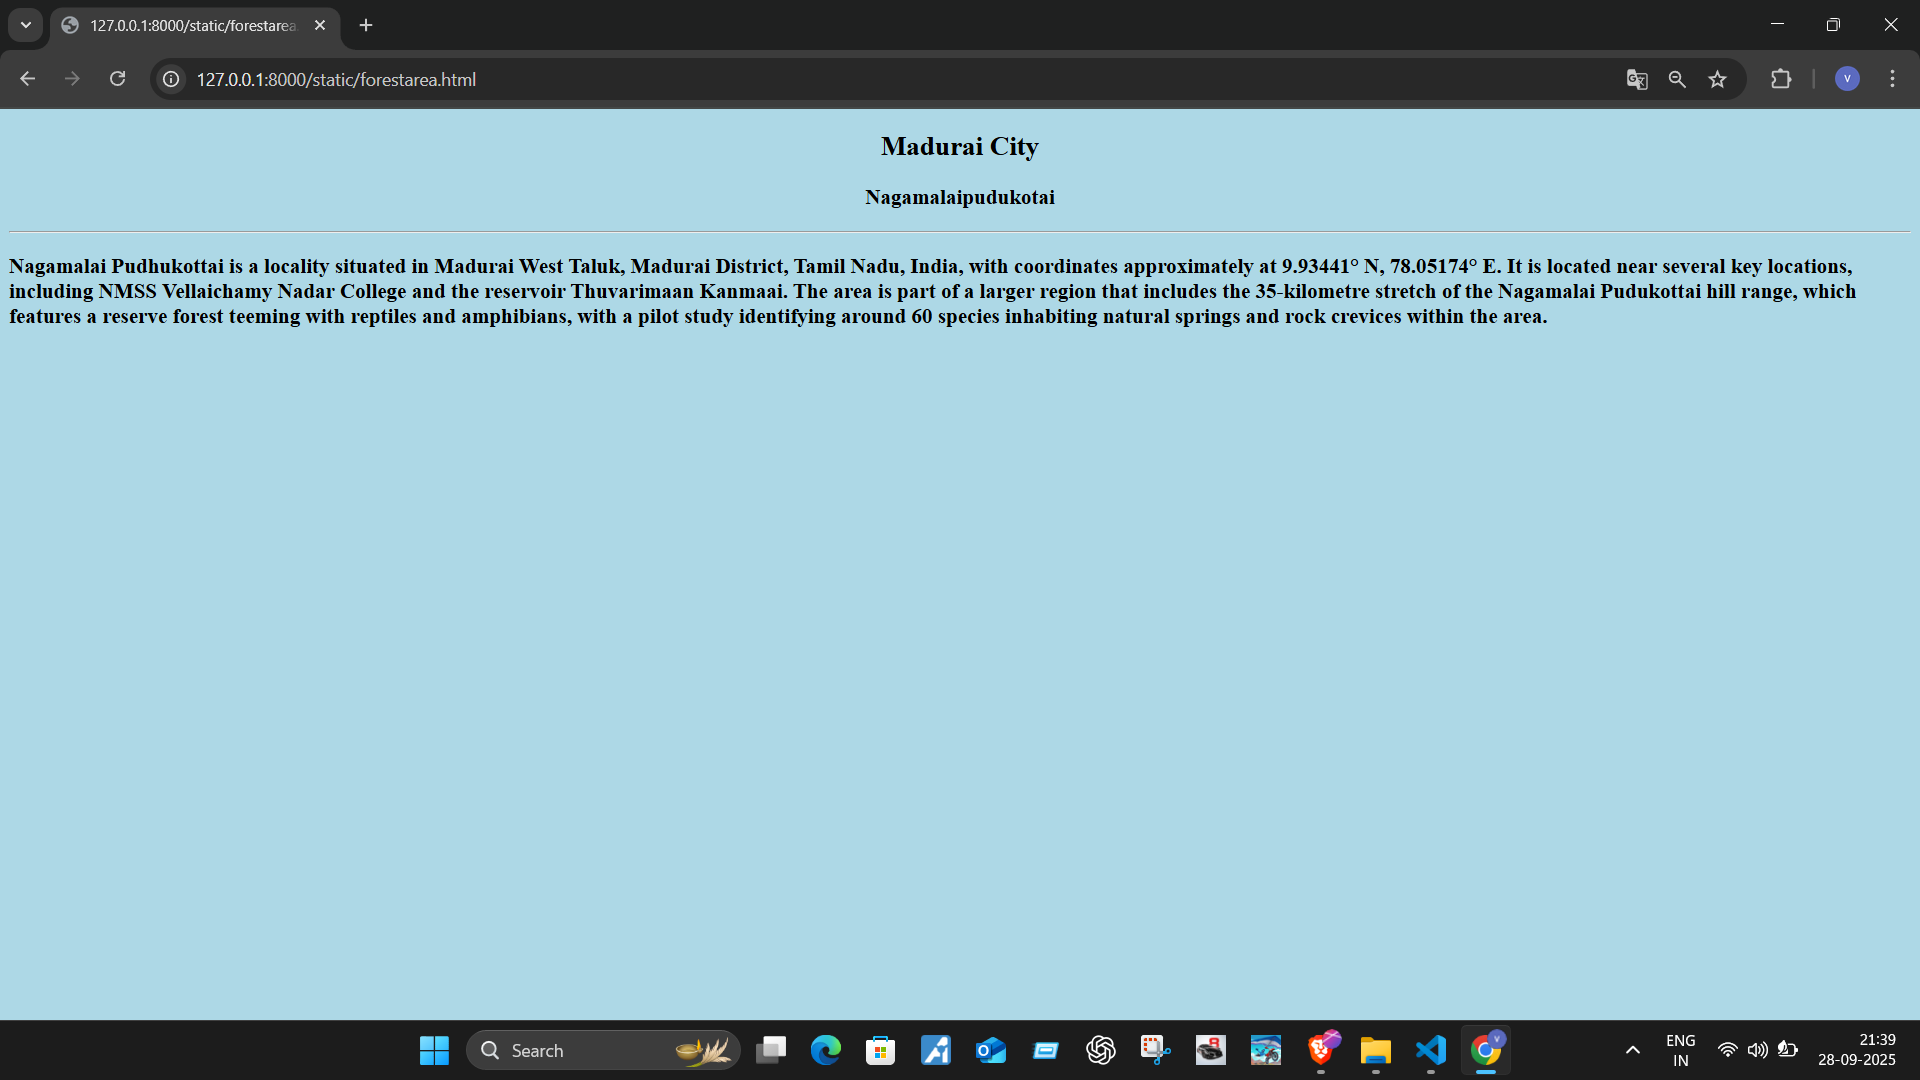 127.0.0.1:8000/static/forestarea
127.0.0.1:8000/static/forestarea.html
V
Madurai City
Nagamalaipudukotai
Nagamalai Pudhukottai is a locality situated in Madurai West Taluk, Madurai District, Tamil Nadu, India, with coordinates approximately at 9.93441° N, 78.05174° E. It is located near several key locations,
including NMSS Vellaichamy Nadar College and the reservoir Thuvarimaan Kanmaai. The area is part of a larger region that includes the 35-kilometre stretch of the Nagamalai Pudukottai hill range, which
features a reserve forest teeming with reptiles and amphibians, with a pilot study identifying around 60 species inhabiting natural springs and rock crevices within the area.
Search
ENG
IN
21:39
28-09-2025